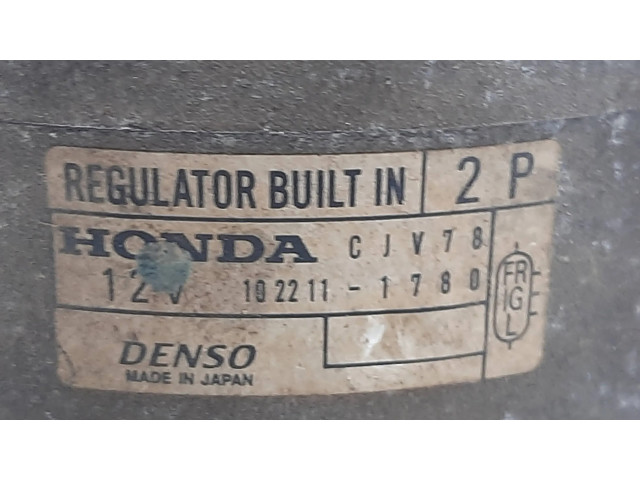 REGULATOR BUILT IN 2 P
HONDA CJV78
12V 102211-1780
FR
IG
L
DENSO
MADE IN JAPAN